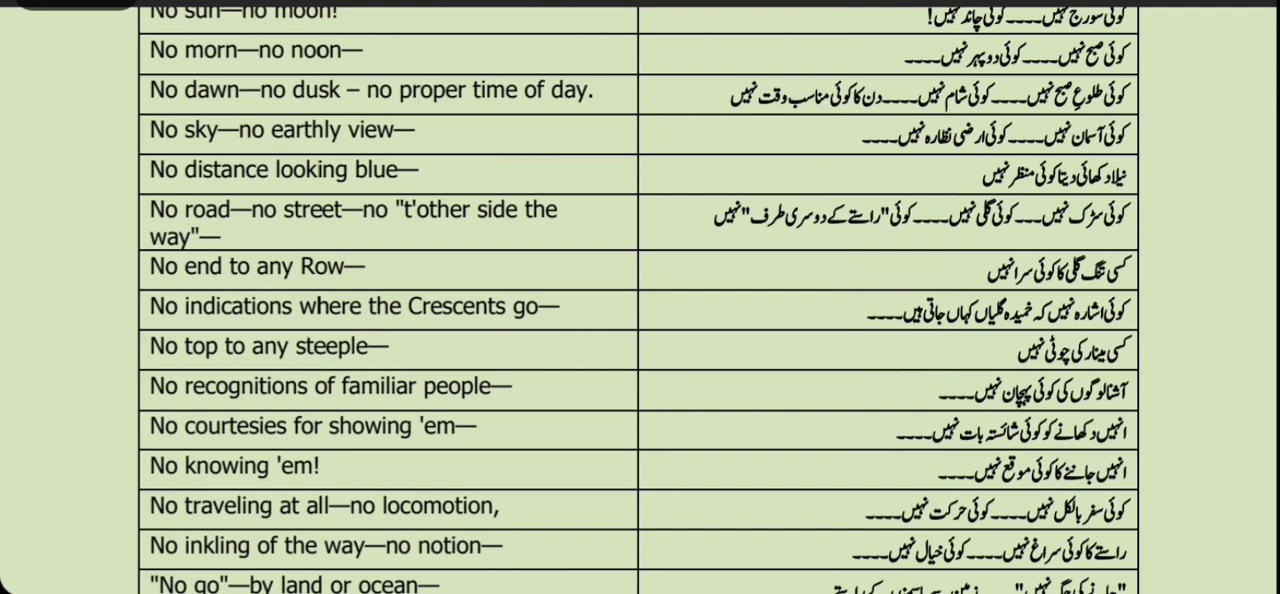 No sun—no moon!
کوئی سورج نہیں۔۔۔۔کوئی چاند نہیں!
No morn—no noon—
کوئی صبح نہیں۔۔۔۔کوئی دوپہر نہیں۔۔۔۔
No dawn—no dusk – no proper time of day.
کوئی طلوعِ صبح نہیں۔۔۔۔کوئی شام نہیں۔۔۔۔دن کا کوئی مناسب وقت نہیں
No sky—no earthly view—
کوئی آسمان نہیں۔۔۔۔کوئی ارضی نظارہ نہیں۔۔۔۔
No distance looking blue—
نیلا دکھائی دیتا کوئی منظر نہیں
No road—no street—no "t'other side the
way"—
کوئی سڑک نہیں۔۔۔کوئی گلی نہیں۔۔۔۔کوئی "راستے کے دوسری طرف" نہیں
No end to any Row—
کسی تنگ گلی کا کوئی سرا نہیں
No indications where the Crescents go—
کوئی اشارہ نہیں کہ خمیدہ گلیاں کہاں جاتی ہیں۔۔۔۔
No top to any steeple—
کسی مینار کی چوٹی نہیں
No recognitions of familiar people—
آشنا لوگوں کی کوئی پہچان نہیں۔۔۔۔
No courtesies for showing 'em—
انہیں دکھانے کو کوئی شائستہ بات نہیں۔۔۔۔
No knowing 'em!
انہیں جاننے کا کوئی موقع نہیں۔۔۔۔
No traveling at all—no locomotion,
کوئی سفر بالکل نہیں۔۔۔۔کوئی حرکت نہیں۔۔۔۔
No inkling of the way—no notion—
راستے کا کوئی سراغ نہیں۔۔۔۔کوئی خیال نہیں۔۔۔۔
"No go"—by land or ocean—